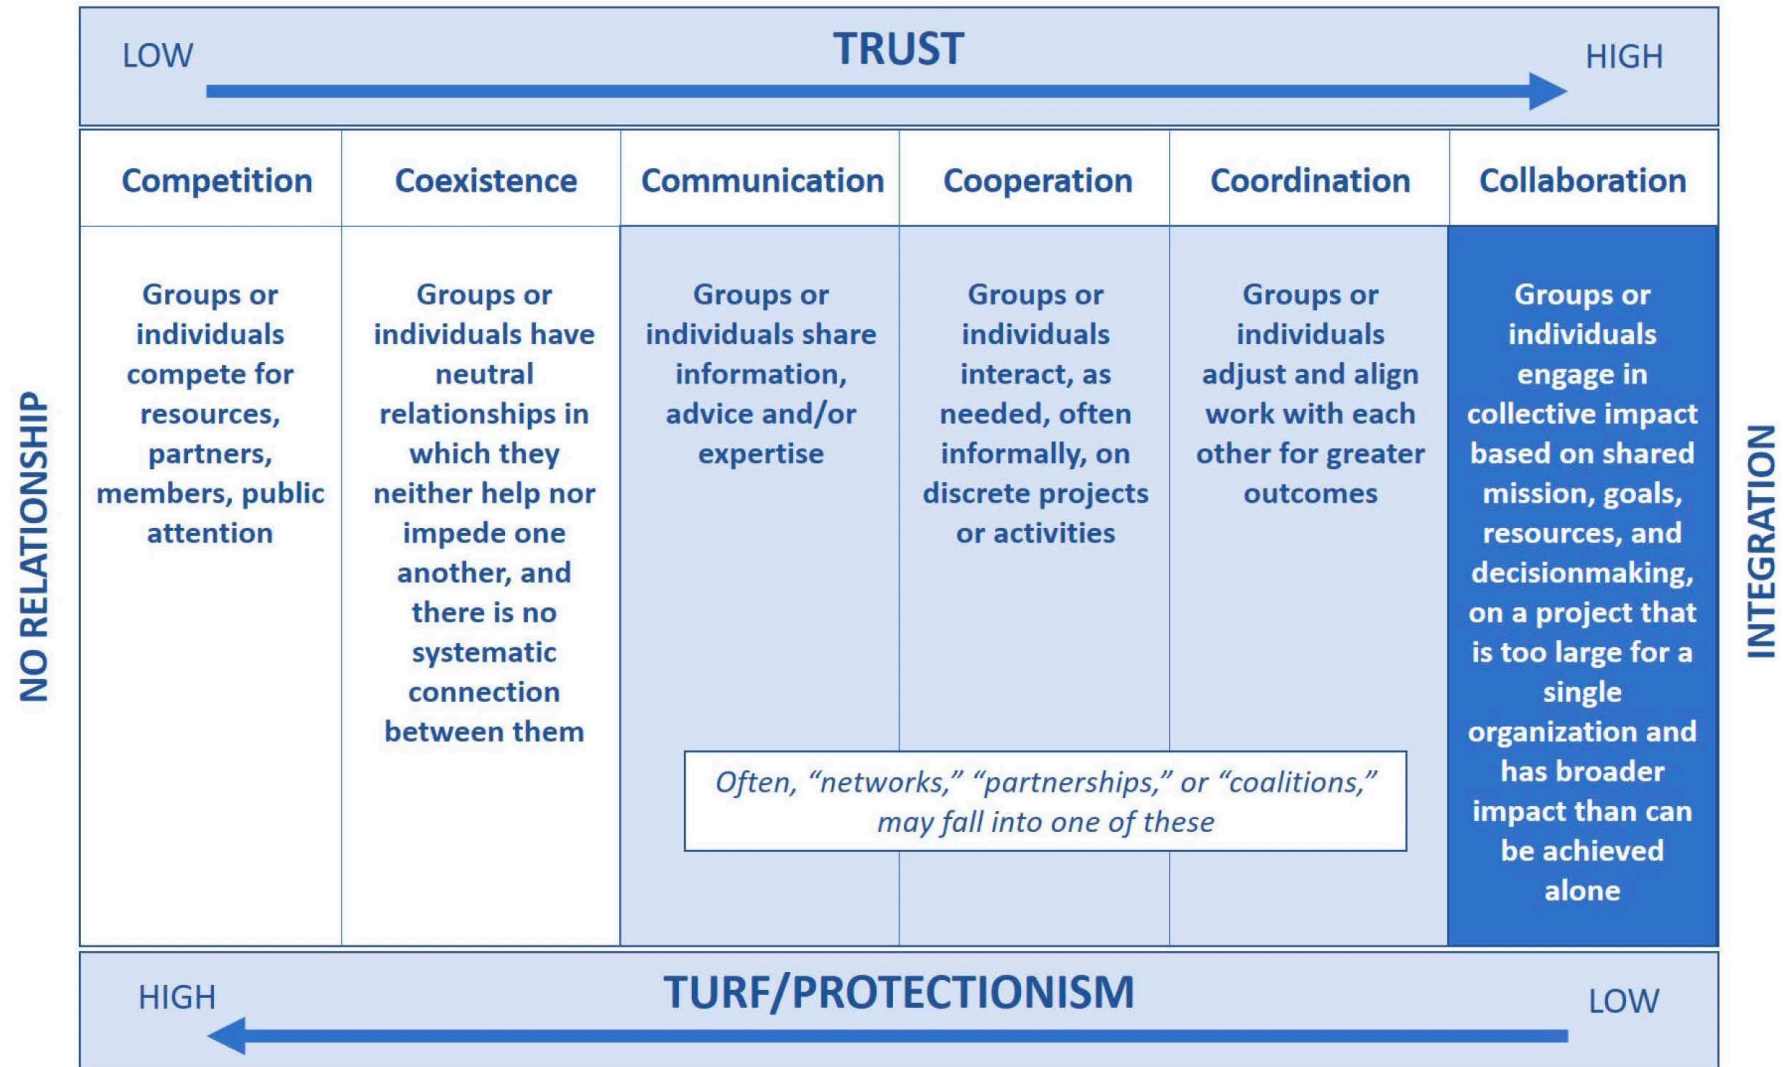 TRUST
LOW
HIGH
Competition
Coexistence
Communication
Cooperation
Coordination
Collaboration
Groups or
individuals
compete for
resources,
partners,
members, public
attention
Groups or
individuals have
neutral
relationships in
which they
neither help nor
impede one
another, and
there is no
systematic
connection
between them
Groups or
individuals share
information,
advice and/or
expertise
Groups or
individuals
interact, as
needed, often
informally, on
discrete projects
or activities
Groups or
individuals
adjust and align
work with each
other for greater
outcomes
Groups or
individuals
engage in
collective impact
based on shared
mission, goals,
resources, and
decisionmaking,
on a project that
is too large for a
single
organization and
has broader
impact than can
be achieved
alone
Often, “networks,” “partnerships,” or “coalitions,”
may fall into one of these
NO RELATIONSHIP
INTEGRATION
TURF/PROTECTIONISM
HIGH
LOW